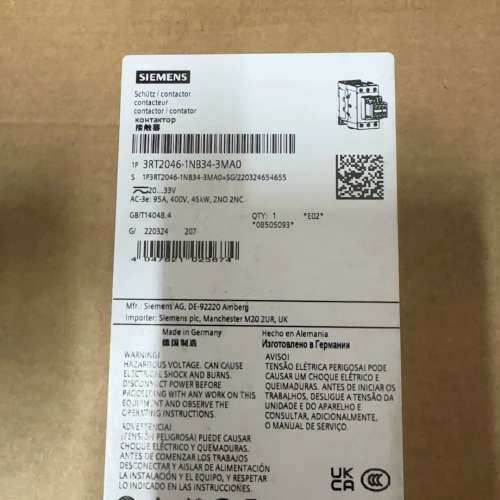 SIEMENS
Schütz / contactor
contacteur
contactor / contator
контактор
接触器
1P 3RT2046-1NB34-3MA0
S 1P3RT2046-1NB34-3MA0+SG/220324654655
20...33V
AC-3e: 95A, 400V, 45kW, 2NO 2NC.
GB/T14048.4 QTY: 1 *E02*
*08505093*
G/ 220324 207
4 047621 025874
Mfr.: Siemens AG, DE-92220 Amberg
Importer: Siemens plc, Manchester M20 2UR, UK
Made in Germany
德国制造
Hecho en Alemania
Изготовлено в Германии
WARNING!
HAZARDOUS VOLTAGE. CAN CAUSE
ELECTRICAL SHOCK AND BURNS.
DISCONNECT POWER BEFORE
PROCEEDING WITH ANY WORK ON THIS
EQUIPMENT AND OBSERVE THE
OPERATING INSTRUCTIONS.
AVISO!
TENSÃO ELÉTRICA PERIGOSA! PODE
CAUSAR UM CHOQUE ELÉTRICO E
QUEIMADURAS. ANTES DE INICIAR OS
TRABALHOS, DESLIGUE A TENSÃO DA
UNIDADE E DO APARELHO E
CONSULTAR, ADICIONALMENTE,
O MANUAL DE SERVIÇO.
¡ADVERTENCIA!
¡TENSIÓN PELIGROSA! PUEDE CAUSAR
CHOQUE ELÉCTRICO Y QUEMADURAS.
ANTES DE COMENZAR LOS TRABAJOS
DESCONECTAR Y AISLAR DE ALIMENTACIÓN
LA UNIDAD Y EL EQUIPO, Y RESPETAR
LO INDICADO EN LAS INSTRUCCIONES
UK
CA
CCC